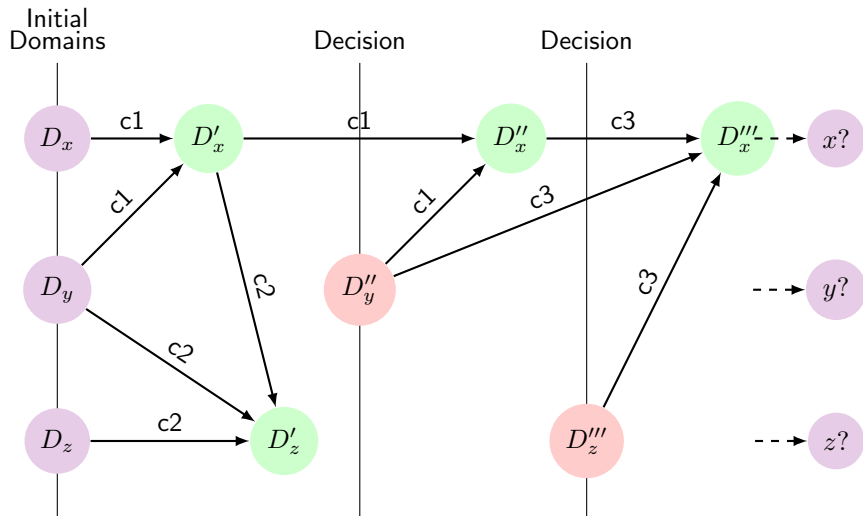 Initial
Domains
Decision
Decision
c1
c1
c3
D_x
D'_x
D''_x
D'''_x
x?
c1
c1
c3
c2
c3
D_y
D''_y
y?
c2
c2
D_z
D'_z
D'''_z
z?